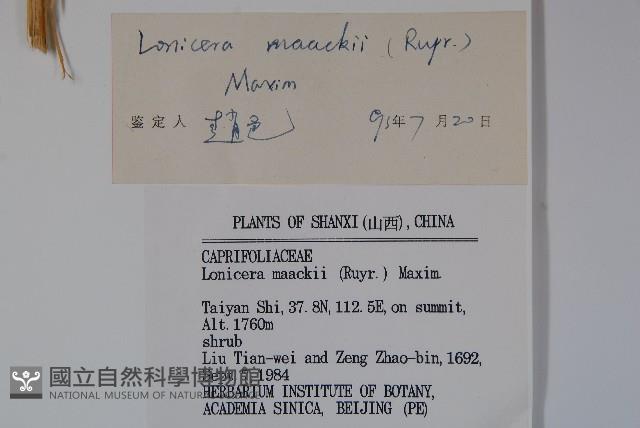 Lonicera maackii (Ruyr.)
Maxim
鉴定人 趙 95年7月20日
PLANTS OF SHANXI(山西), CHINA
CAPRIFOLIACEAE
Lonicera maackii (Ruyr.) Maxim.
Taiyan Shi, 37.8N, 112.5E, on summit,
Alt. 1760m
shrub
Liu Tian-wei and Zeng Zhao-bin, 1692,
1984
國立自然科學博物館
NATIONAL MUSEUM OF NATURAL
HERBARIUM INSTITUTE OF BOTANY,
ACADEMIA SINICA, BEIJING (PE)